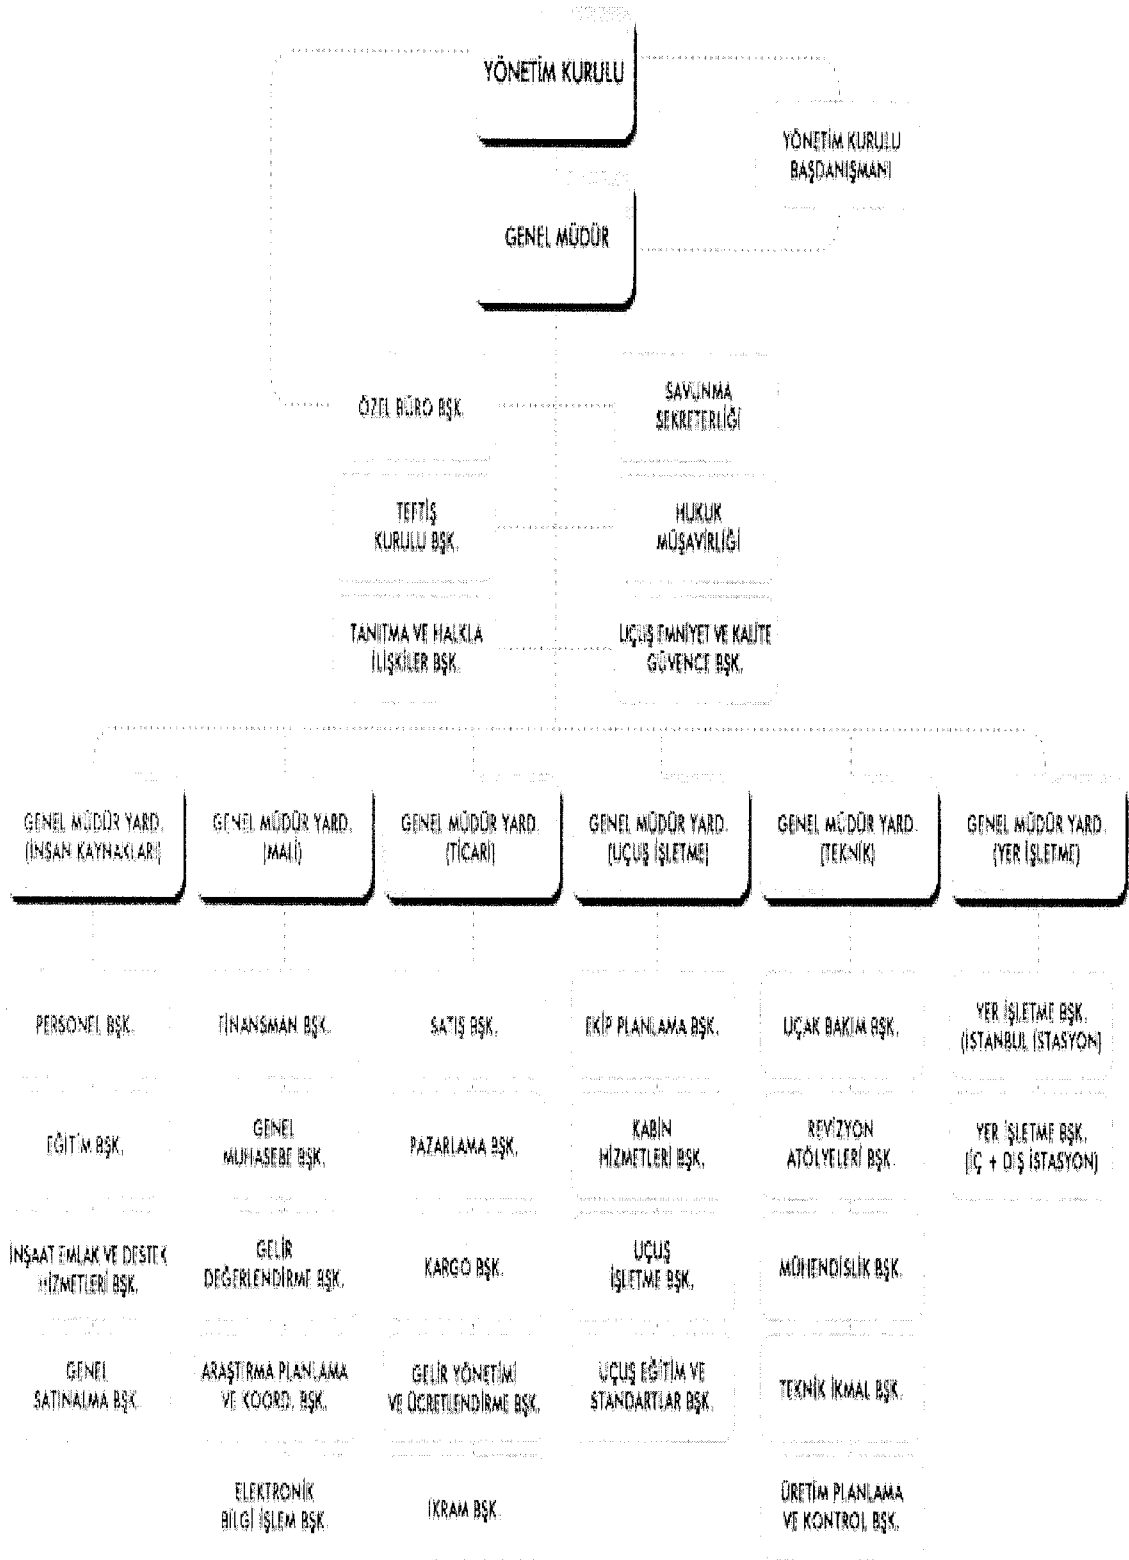 YÖNETİM KURULU
YÖNETİM KURULU
BAŞDANIŞMANI
GENEL MÜDÜR
ÖZEL BÜRO BŞK.
SAVUNMA
SEKRETERLİĞİ
TEFTİŞ
KURULU BŞK.
HUKUK
MÜŞAVİRLİĞİ
TANITMA VE HALKLA
İLİŞKİLER BŞK.
UÇUŞ EMNİYET VE KALİTE
GÜVENCE BŞK.
GENEL MÜDÜR YARD.
(İNSAN KAYNAKLARI)
GENEL MÜDÜR YARD.
(MALİ)
GENEL MÜDÜR YARD.
(TİCARİ)
GENEL MÜDÜR YARD.
(UÇUŞ İŞLETME)
GENEL MÜDÜR YARD.
(TEKNİK)
GENEL MÜDÜR YARD.
(YER İŞLETME)
PERSONEL BŞK.
FİNANSMAN BŞK.
SATIŞ BŞK.
EKİP PLANLAMA BŞK.
UÇAK BAKIM BŞK.
YER İŞLETME BŞK.
(İSTANBUL İSTASYON)
EĞİTİM BŞK.
GENEL
MUHASEBE BŞK.
PAZARLAMA BŞK.
KABİN
HİZMETLERİ BŞK.
REVİZYON
ATÖLYELERİ BŞK.
YER İŞLETME BŞK.
(İÇ + DIŞ İSTASYON)
İNŞAAT EMLAK VE DESTEK
HİZMETLERİ BŞK.
GELİR
DEĞERLENDİRME BŞK.
KARGO BŞK.
UÇUŞ
İŞLETME BŞK.
MÜHENDİSLİK BŞK.
GENEL
SATINALMA BŞK.
ARAŞTIRMA PLANLAMA
VE KOORD. BŞK.
GELİR YÖNETİMİ
VE ÜCRETLENDİRME BŞK.
UÇUŞ EĞİTİM VE
STANDARTLAR BŞK.
TEKNİK İKMAL BŞK.
ELEKTRONİK
BİLGİ İŞLEM BŞK.
İKRAM BŞK.
ÜRETİM PLANLAMA
VE KONTROL BŞK.